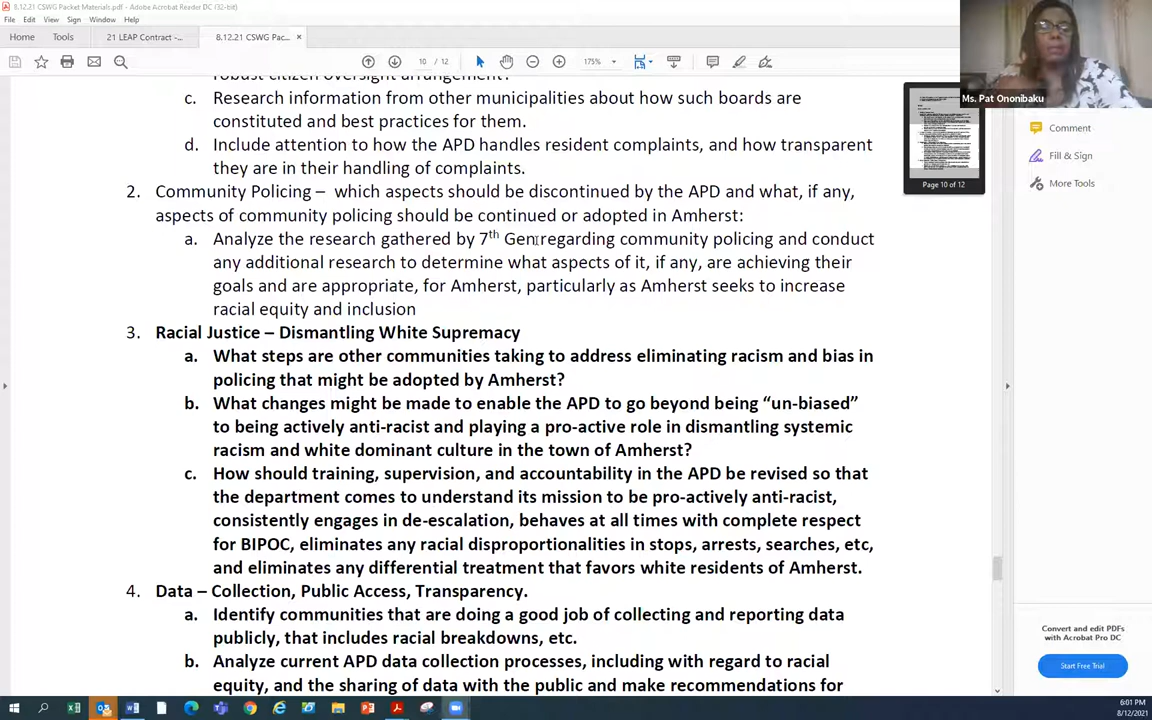 8.12.21 CSWG Packet Materials.pdf - Adobe Acrobat Reader DC (32-bit)
File Edit View Sign Window Help
Home Tools 21 LEAP Contract -... 8.12.21 CSWG Pac... ×
10 / 12 175%
Ms. Pat Ononibaku
robust citizen oversight arrangement?
c. Research information from other municipalities about how such boards are
constituted and best practices for them.
d. Include attention to how the APD handles resident complaints, and how transparent
they are in their handling of complaints.
2. Community Policing – which aspects should be discontinued by the APD and what, if any,
aspects of community policing should be continued or adopted in Amherst:
a. Analyze the research gathered by 7th Gen regarding community policing and conduct
any additional research to determine what aspects of it, if any, are achieving their
goals and are appropriate, for Amherst, particularly as Amherst seeks to increase
racial equity and inclusion
3. Racial Justice – Dismantling White Supremacy
a. What steps are other communities taking to address eliminating racism and bias in
policing that might be adopted by Amherst?
b. What changes might be made to enable the APD to go beyond being “un-biased”
to being actively anti-racist and playing a pro-active role in dismantling systemic
racism and white dominant culture in the town of Amherst?
c. How should training, supervision, and accountability in the APD be revised so that
the department comes to understand its mission to be pro-actively anti-racist,
consistently engages in de-escalation, behaves at all times with complete respect
for BIPOC, eliminates any racial disproportionalities in stops, arrests, searches, etc,
and eliminates any differential treatment that favors white residents of Amherst.
4. Data – Collection, Public Access, Transparency.
a. Identify communities that are doing a good job of collecting and reporting data
publicly, that includes racial breakdowns, etc.
b. Analyze current APD data collection processes, including with regard to racial
equity, and the sharing of data with the public and make recommendations for
Page 10 of 12
Comment
Fill & Sign
More Tools
Convert and edit PDFs
with Acrobat Pro DC
Start Free Trial
6:01 PM
8/12/2021